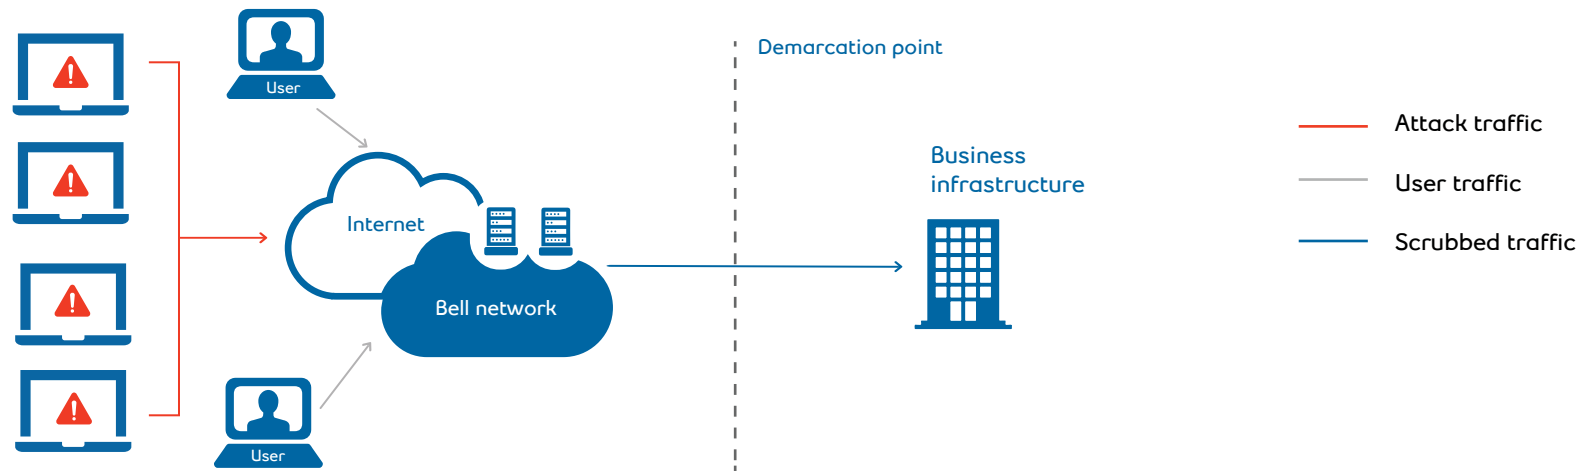 User
Demarcation point
Internet
Bell network
User
Business
infrastructure
Attack traffic
User traffic
Scrubbed traffic